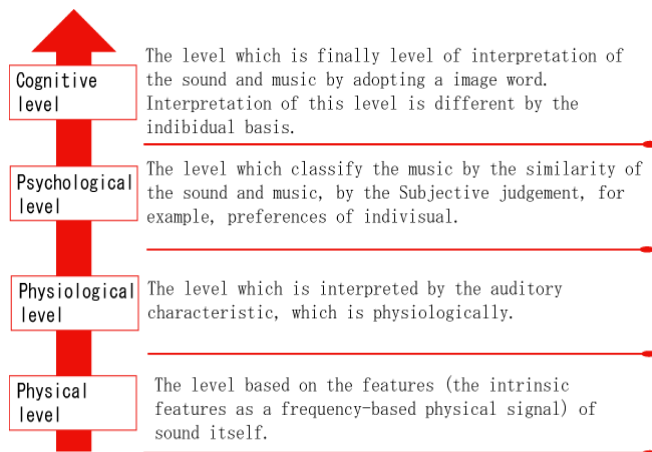 Cognitive
level
The level which is finally level of interpretation of
the sound and music by adopting a image word.
Interpretation of this level is different by the
indibidual basis.
Psychological
level
The level which classify the music by the similarity of
the sound and music, by the Subjective judgement, for
example, preferences of indivisual.
Physiological
level
The level which is interpreted by the auditory
characteristic, which is physiologically.
Physical
level
The level based on the features (the intrinsic
features as a frequency-based physical signal) of
sound itself.